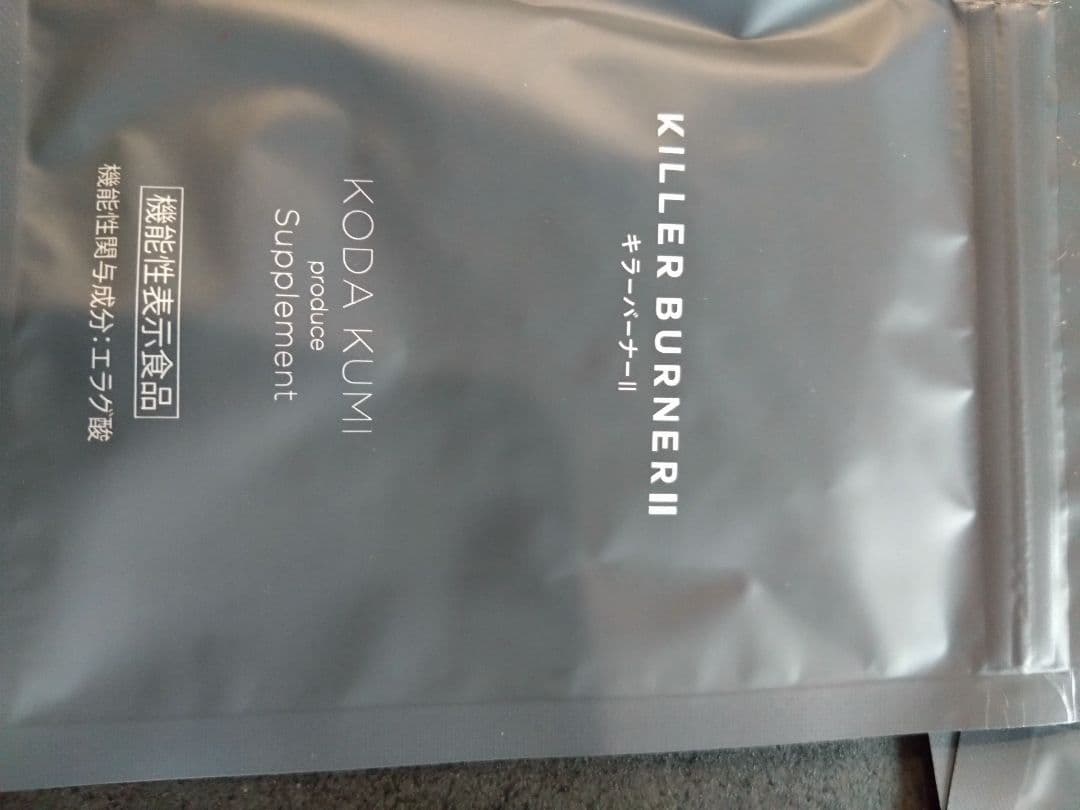 KILLER BURNERII
キラーバーナーII
KODA KUMI
produce
Supplement
機能性表示食品
機能性関与成分:エラグ酸